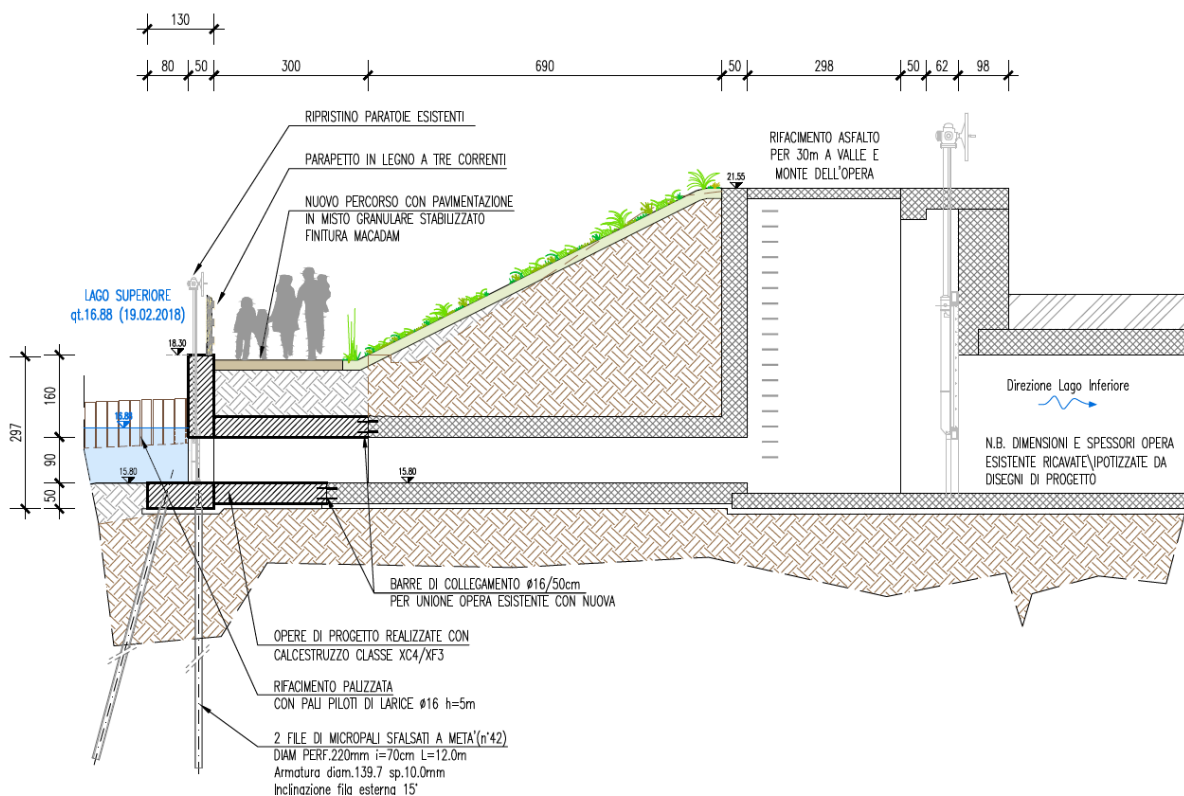 130
80 50 300 690 50 298 50 62 98
RIPRISTINO PARATOIE ESISTENTI
PARAPETTO IN LEGNO A TRE CORRENTI
NUOVO PERCORSO CON PAVIMENTAZIONE
IN MISTO GRANULARE STABILIZZATO
FINITURA MACADAM
RIFACIMENTO ASFALTO
PER 30m A VALLE E
MONTE DELL'OPERA
21.55
LAGO SUPERIORE
qt.16.88 (19.02.2018)
18.30
297
160
90
50
16.88
15.80
15.80
Direzione Lago Inferiore
N.B. DIMENSIONI E SPESSORI OPERA
ESISTENTE RICAVATE\IPOTIZZATE DA
DISEGNI DI PROGETTO
BARRE DI COLLEGAMENTO ø16/50cm
PER UNIONE OPERA ESISTENTE CON NUOVA
OPERE DI PROGETTO REALIZZATE CON
CALCESTRUZZO CLASSE XC4/XF3
RIFACIMENTO PALIZZATA
CON PALI PILOTI DI LARICE ø16 h=5m
2 FILE DI MICROPALI SFALSATI A META'(n°42)
DIAM PERF.220mm i=70cm L=12.0m
Armatura diam.139.7 sp.10.0mm
Inclinazione fila esterna 15°